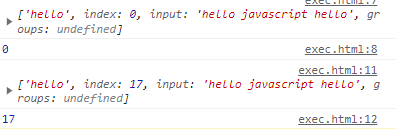 exec.html:7
['hello', index: 0, input: 'hello javascript hello', gr
oups: undefined]
0 exec.html:8
exec.html:11
['hello', index: 17, input: 'hello javascript hello', g
roups: undefined]
17 exec.html:12